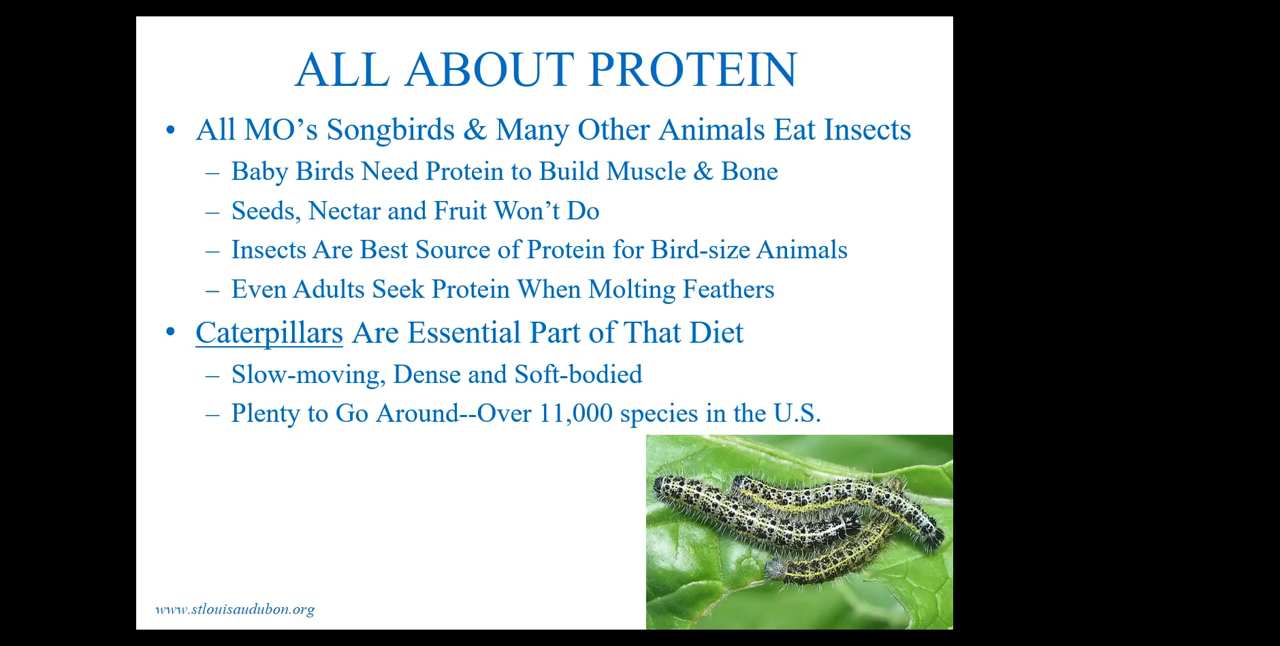 ALL ABOUT PROTEIN
• All MO’s Songbirds & Many Other Animals Eat Insects
– Baby Birds Need Protein to Build Muscle & Bone
– Seeds, Nectar and Fruit Won’t Do
– Insects Are Best Source of Protein for Bird-size Animals
– Even Adults Seek Protein When Molting Feathers
• Caterpillars Are Essential Part of That Diet
– Slow-moving, Dense and Soft-bodied
– Plenty to Go Around--Over 11,000 species in the U.S.
www.stlouisaudubon.org